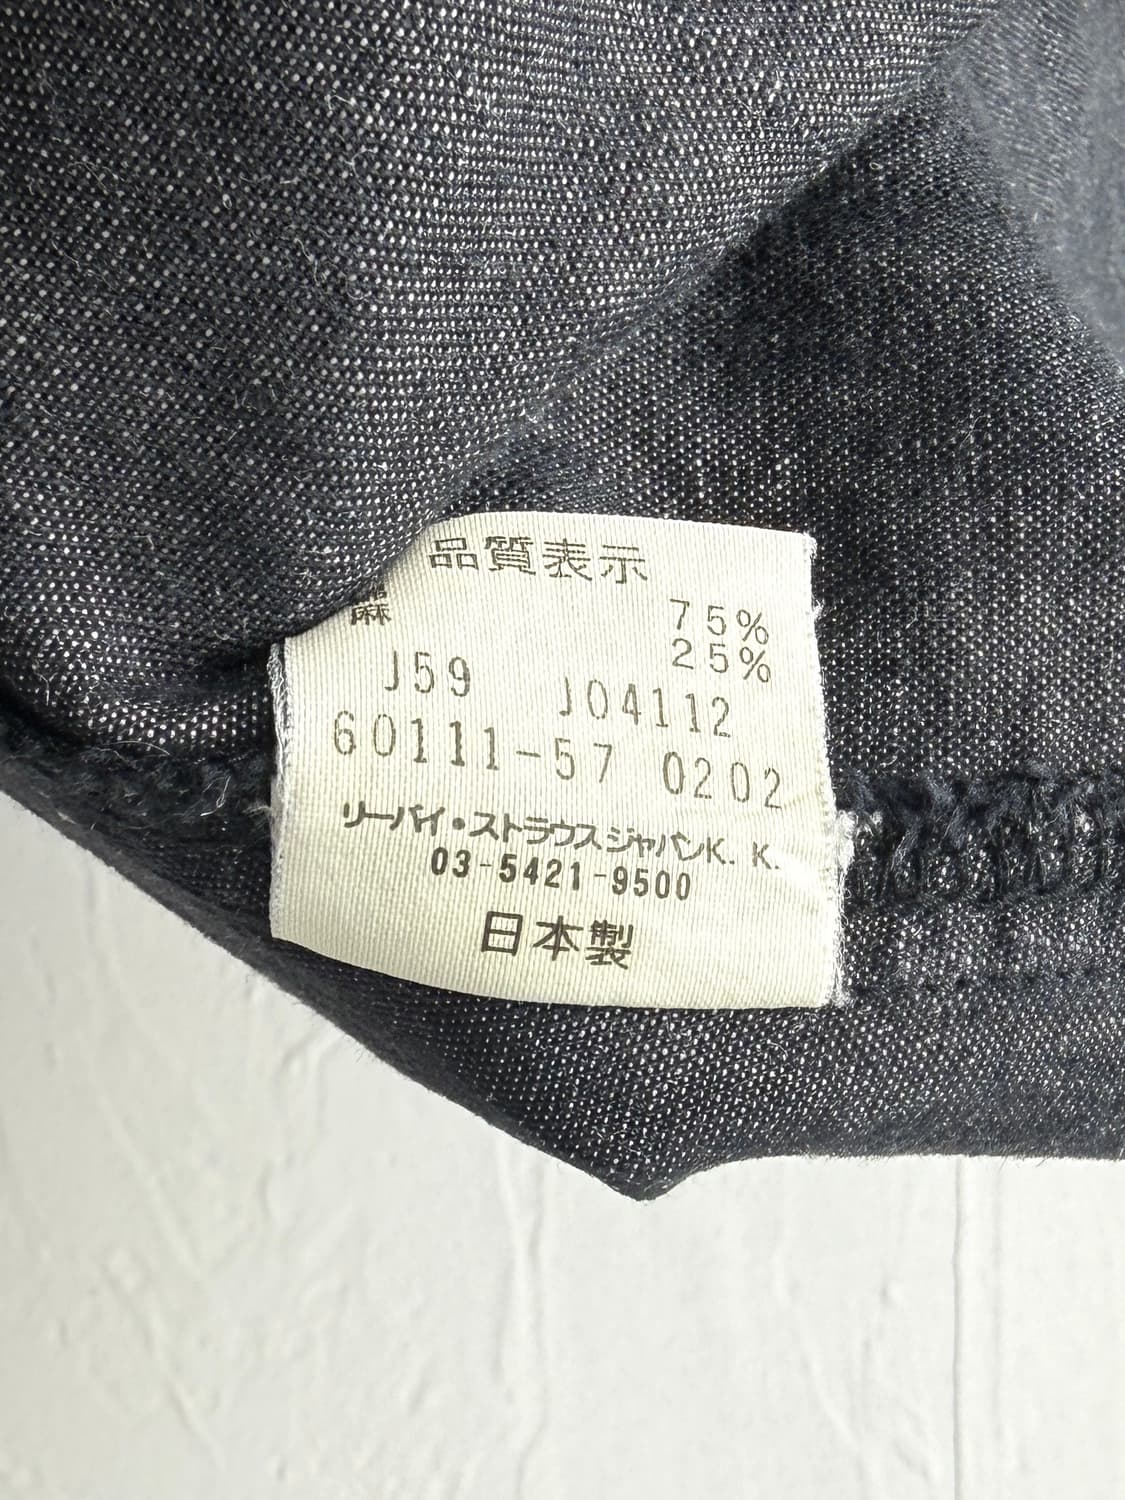 品質表示
75%
麻 25%
J59 J04112
60111-57 0202
リーバイ・ストラウスジャパンK.K.
03-5421-9500
日本製